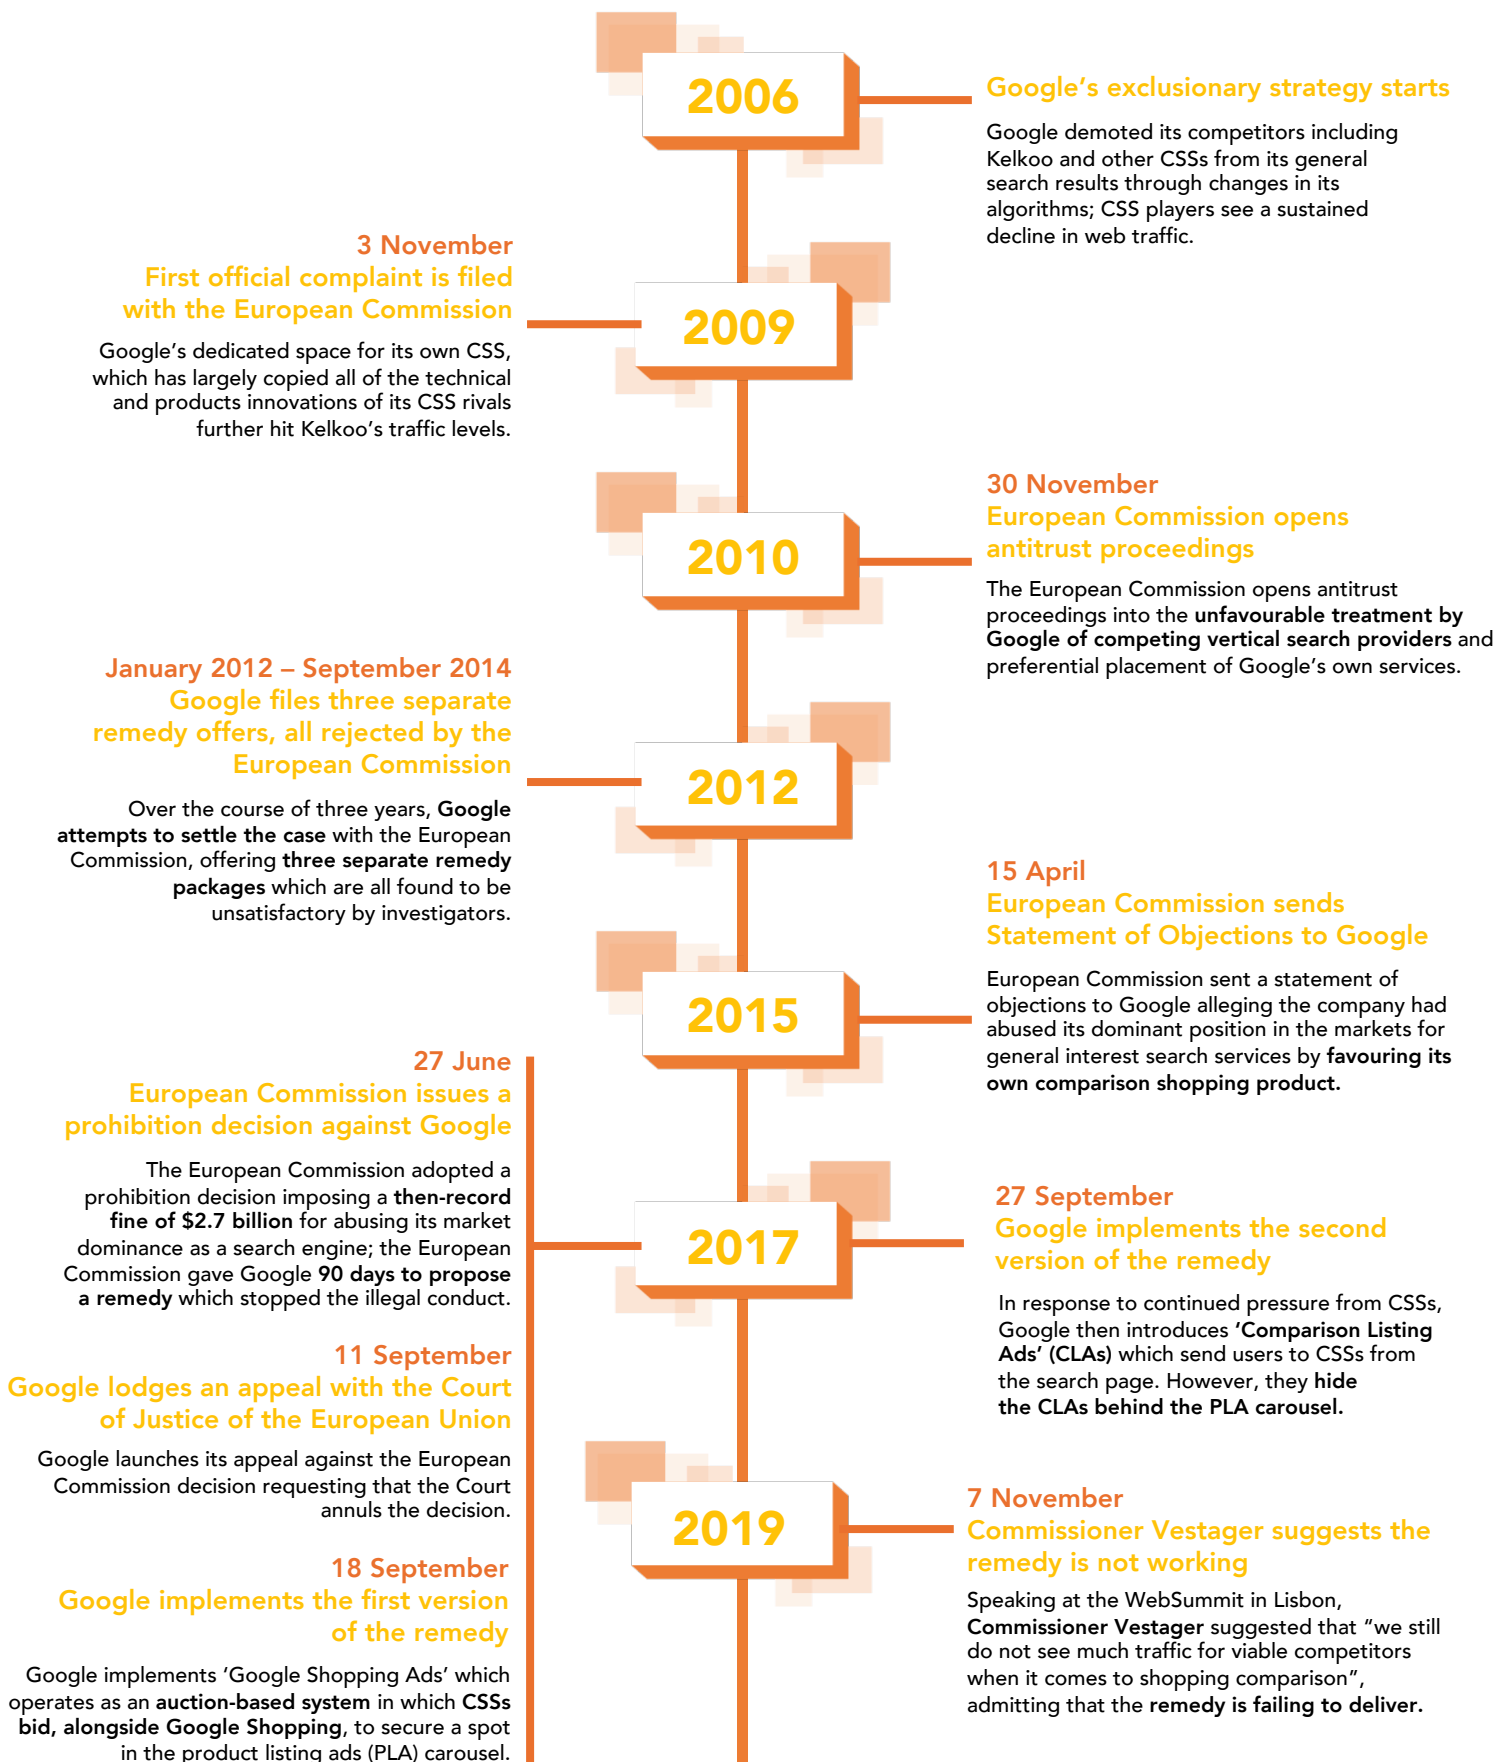 2006
Google’s exclusionary strategy starts
Google demoted its competitors including
Kelkoo and other CSSs from its general
search results through changes in its
algorithms; CSS players see a sustained
decline in web traffic.
3 November
First official complaint is filed
with the European Commission
Google’s dedicated space for its own CSS,
which has largely copied all of the technical
and products innovations of its CSS rivals
further hit Kelkoo’s traffic levels.
2009
2010
30 November
European Commission opens
antitrust proceedings
The European Commission opens antitrust
proceedings into the unfavourable treatment by
Google of competing vertical search providers and
preferential placement of Google’s own services.
January 2012 – September 2014
Google files three separate
remedy offers, all rejected by the
European Commission
Over the course of three years, Google
attempts to settle the case with the European
Commission, offering three separate remedy
packages which are all found to be
unsatisfactory by investigators.
2012
2015
15 April
European Commission sends
Statement of Objections to Google
European Commission sent a statement of
objections to Google alleging the company had
abused its dominant position in the markets for
general interest search services by favouring its
own comparison shopping product.
27 June
European Commission issues a
prohibition decision against Google
The European Commission adopted a
prohibition decision imposing a then-record
fine of $2.7 billion for abusing its market
dominance as a search engine; the European
Commission gave Google 90 days to propose
a remedy which stopped the illegal conduct.
11 September
Google lodges an appeal with the Court
of Justice of the European Union
Google launches its appeal against the European
Commission decision requesting that the Court
annuls the decision.
18 September
Google implements the first version
of the remedy
Google implements ‘Google Shopping Ads’ which
operates as an auction-based system in which CSSs
bid, alongside Google Shopping, to secure a spot
in the product listing ads (PLA) carousel.
2017
27 September
Google implements the second
version of the remedy
In response to continued pressure from CSSs,
Google then introduces ‘Comparison Listing
Ads’ (CLAs) which send users to CSSs from
the search page. However, they hide
the CLAs behind the PLA carousel.
2019
7 November
Commissioner Vestager suggests the
remedy is not working
Speaking at the WebSummit in Lisbon,
Commissioner Vestager suggested that “we still
do not see much traffic for viable competitors
when it comes to shopping comparison”,
admitting that the remedy is failing to deliver.